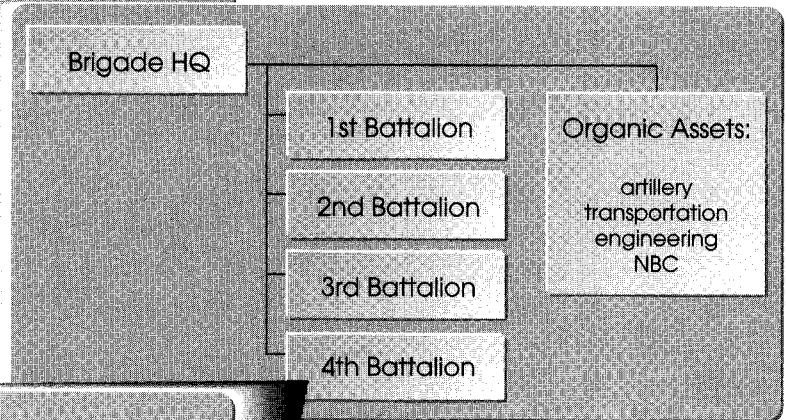 Brigade HQ
1st Battalion
2nd Battalion
3rd Battalion
4th Battalion
Organic Assets:
artillery
transportation
engineering
NBC